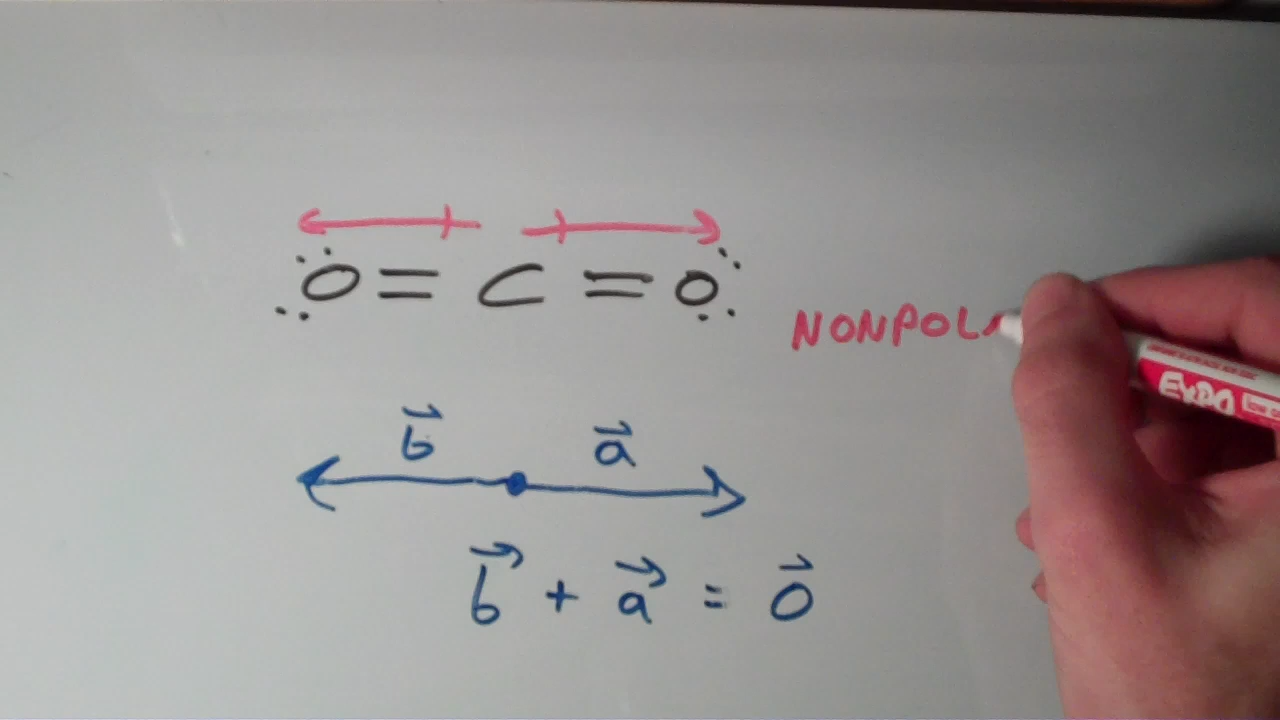 O = C = O
NONPOL
EXPO
b⃗ a⃗
b⃗ + a⃗ = 0⃗